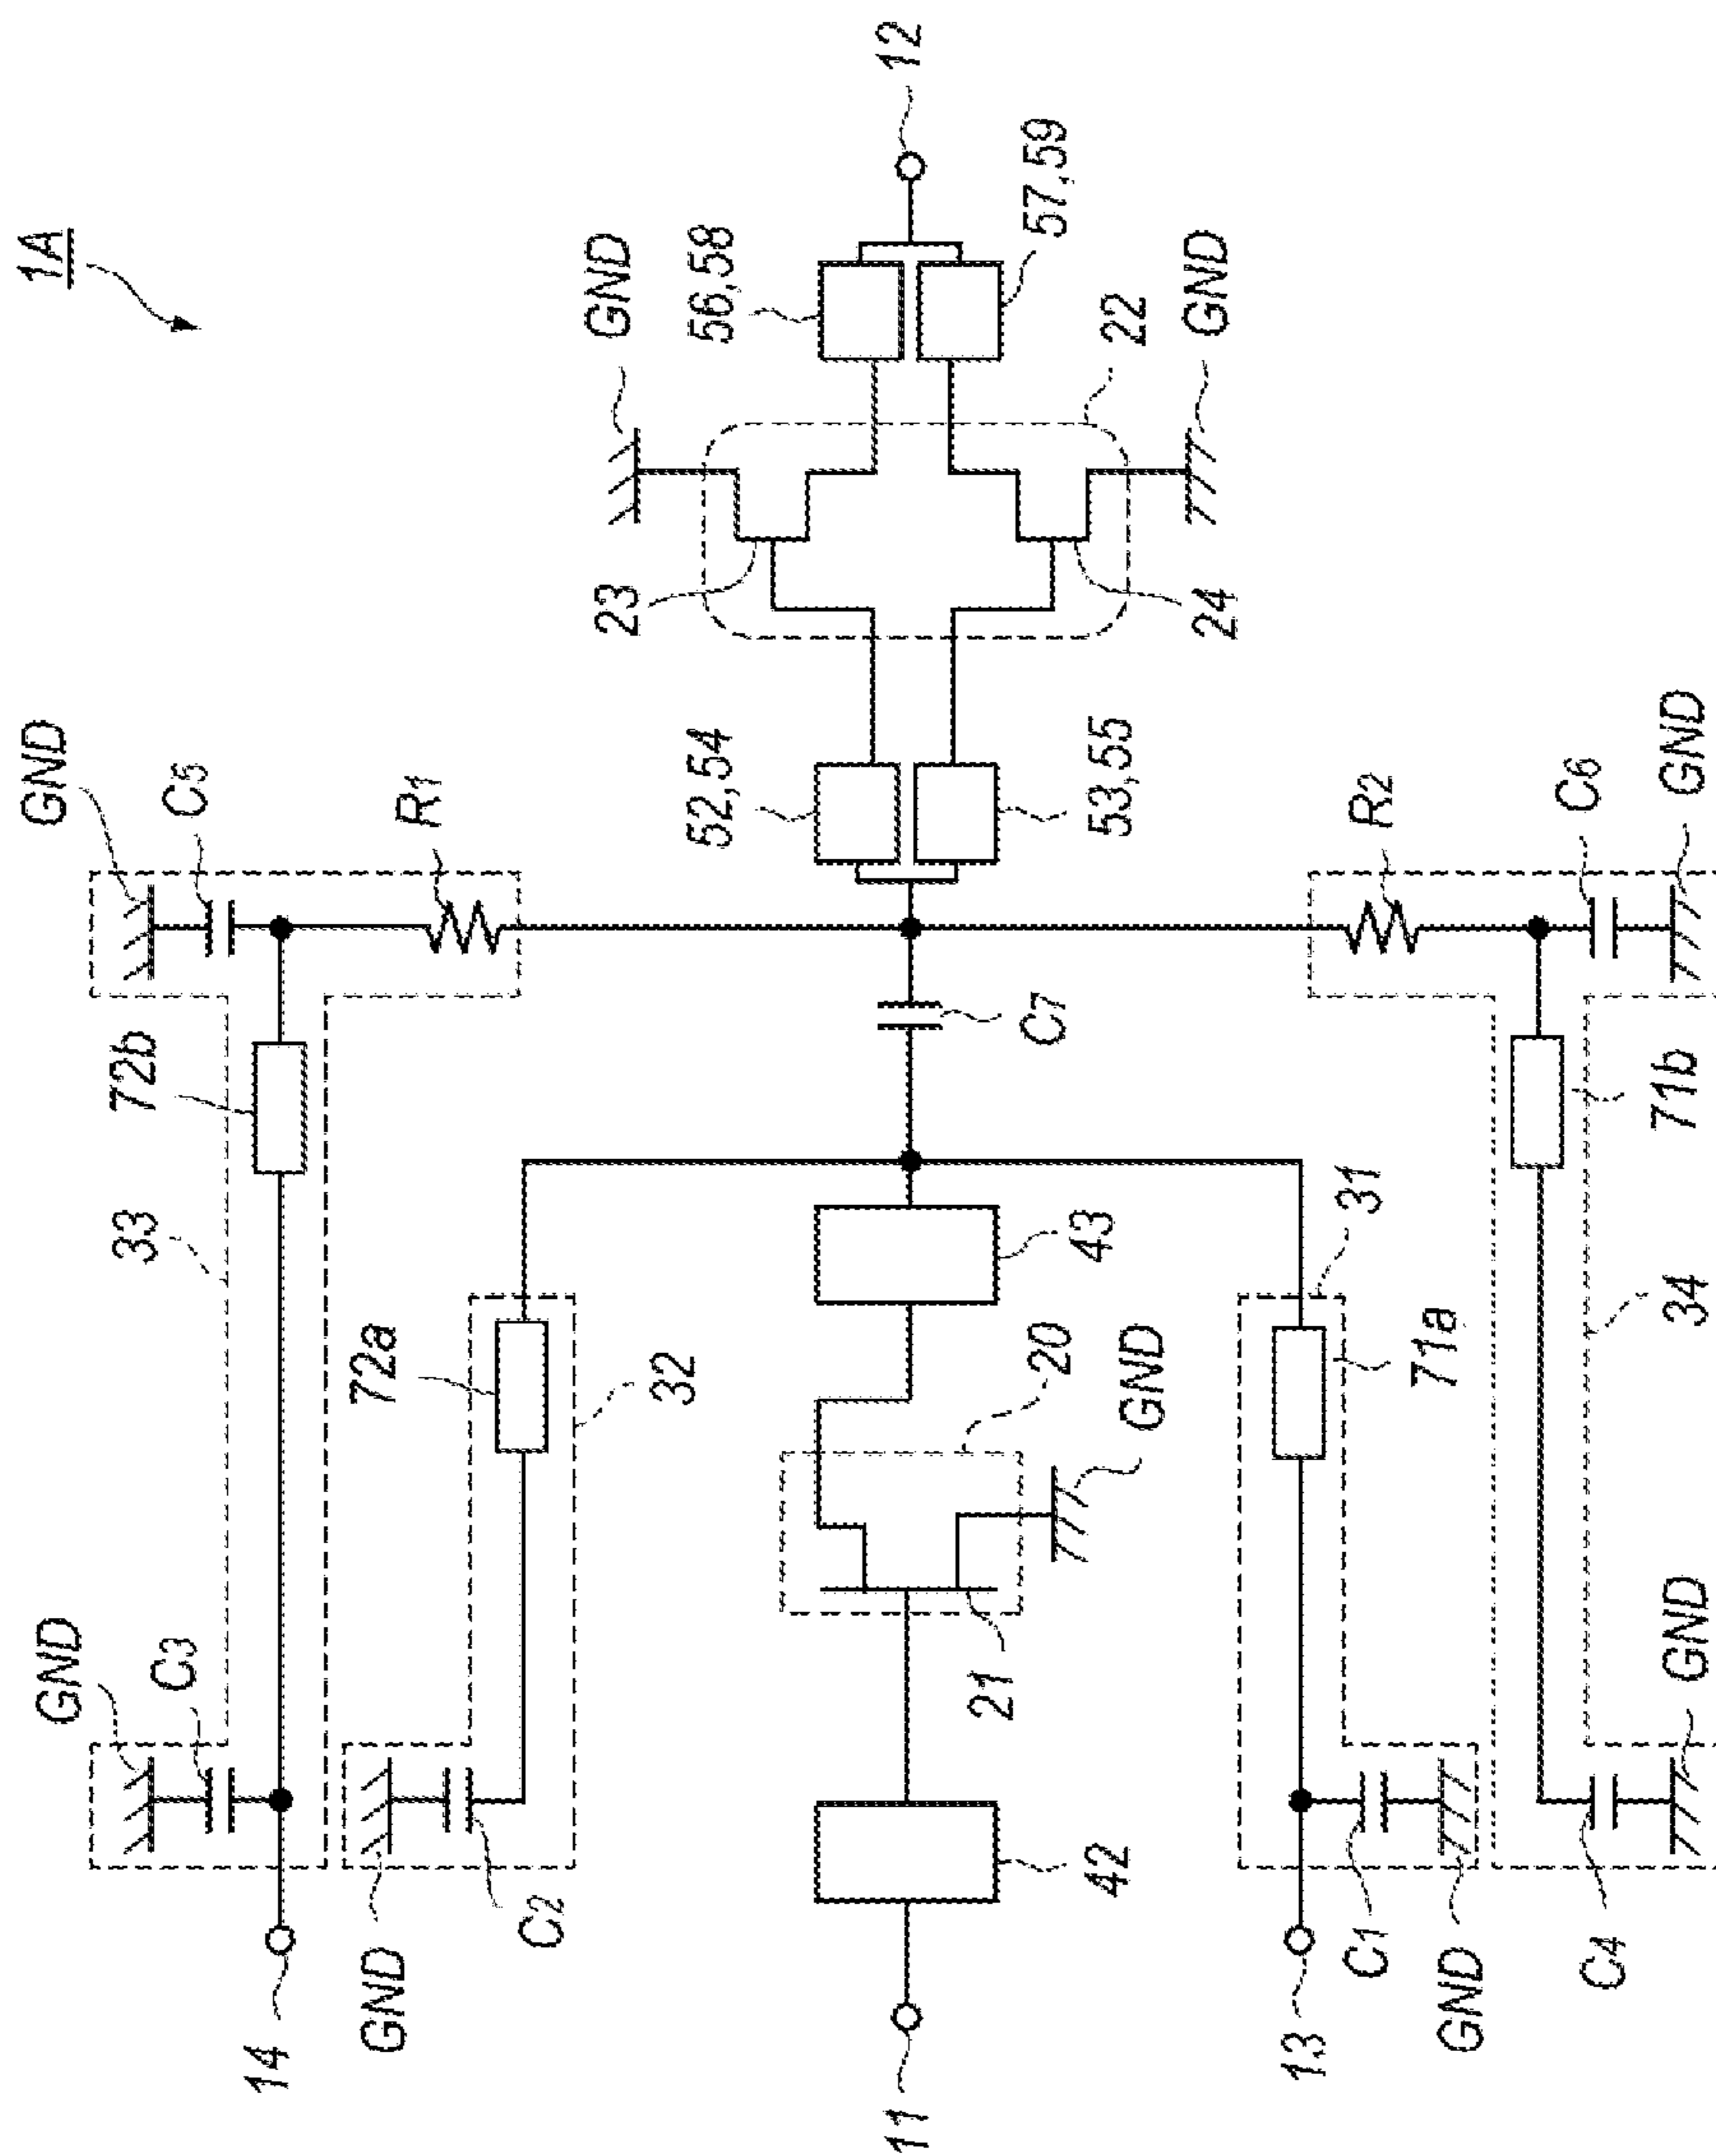 1A
12
GND
56,58
57,59
22
GND
23
24
52,54
53,55
GND
C5
R1
R2
C6
GND
72b
C7
71b
33
43
31
34
72a
32
20
GND
71a
GND
C3
21
GND
C2
42
C1
C4
GND
14
GND
11
13
GND